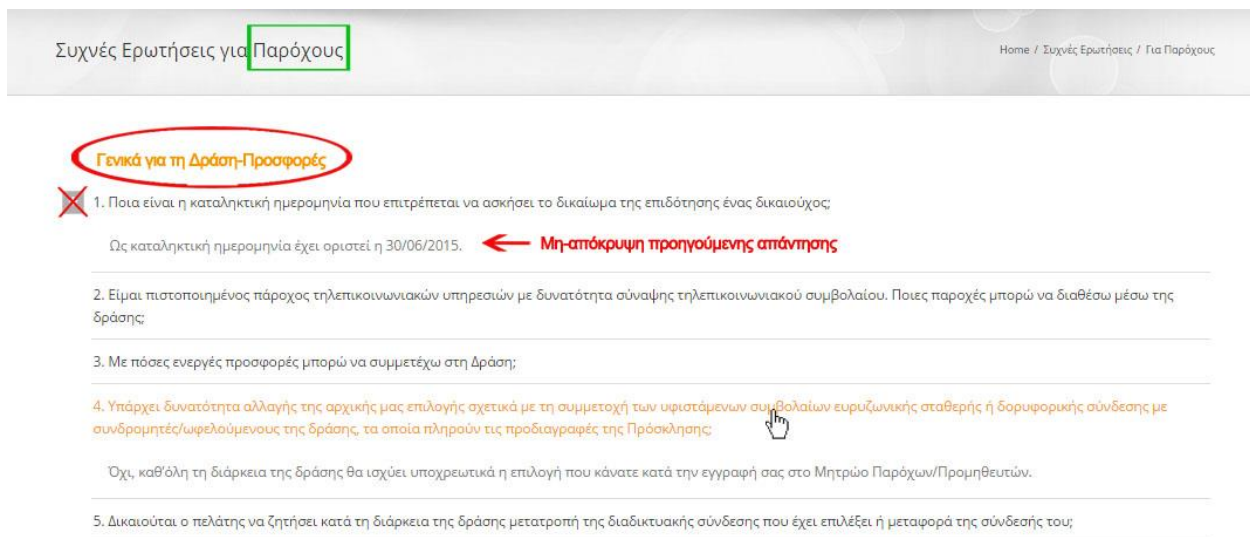 Συχνές Ερωτήσεις για Παρόχους
Home / Συχνές Ερωτήσεις / Για Παρόχους
Γενικά για τη Δράση-Προσφορές
1. Ποια είναι η καταληκτική ημερομηνία που επιτρέπεται να ασκήσει το δικαίωμα της επιδότησης ένας δικαιούχος;
Ως καταληκτική ημερομηνία έχει οριστεί η 30/06/2015.
Μη-απόκρυψη προηγούμενης απάντησης
2. Είμαι πιστοποιημένος πάροχος τηλεπικοινωνιακών υπηρεσιών με δυνατότητα σύναψης τηλεπικοινωνιακού συμβολαίου. Ποιες παροχές μπορώ να διαθέσω μέσω της
δράσης;
3. Με πόσες ενεργές προσφορές μπορώ να συμμετέχω στη Δράση;
4. Υπάρχει δυνατότητα αλλαγής της αρχικής μας επιλογής σχετικά με τη συμμετοχή των υφιστάμενων συμβολαίων ευρυζωνικής σταθερής ή δορυφορικής σύνδεσης με
συνδρομητές/ωφελούμενους της δράσης, τα οποία πληρούν τις προδιαγραφές της Πρόσκλησης;
Όχι, καθ'όλη τη διάρκεια της δράσης θα ισχύει υποχρεωτικά η επιλογή που κάνατε κατά την εγγραφή σας στο Μητρώο Παρόχων/Προμηθευτών.
5. Δικαιούται ο πελάτης να ζητήσει κατά τη διάρκεια της δράσης μετατροπή της διαδικτυακής σύνδεσης που έχει επιλέξει ή μεταφορά της σύνδεσής του;